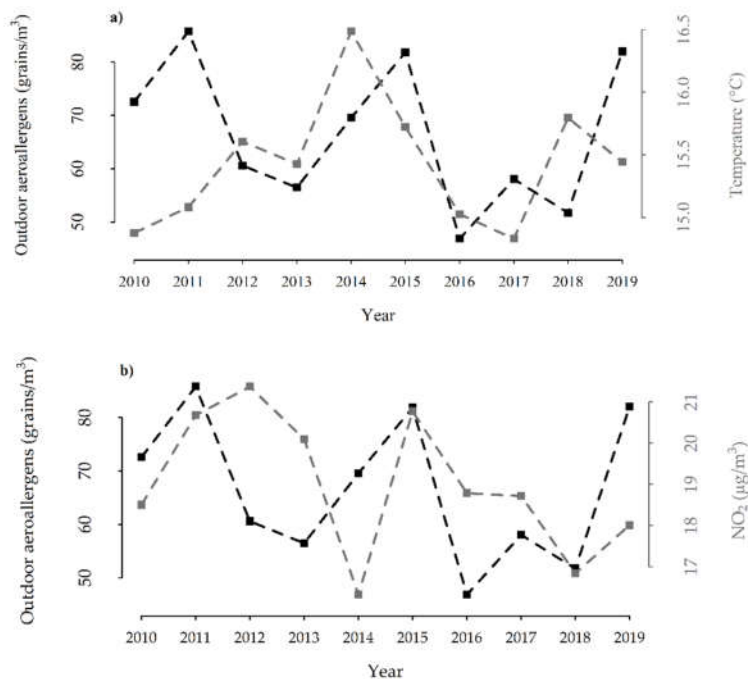 a)
Outdoor aeroallergens (grains/m³)
80
70
60
50
16.5
16.0
15.5
15.0
Temperature (°C)
2010 2011 2012 2013 2014 2015 2016 2017 2018 2019
Year
b)
Outdoor aeroallergens (grains/m³)
80
70
60
50
21
20
19
18
17
NO₂ (µg/m³)
2010 2011 2012 2013 2014 2015 2016 2017 2018 2019
Year